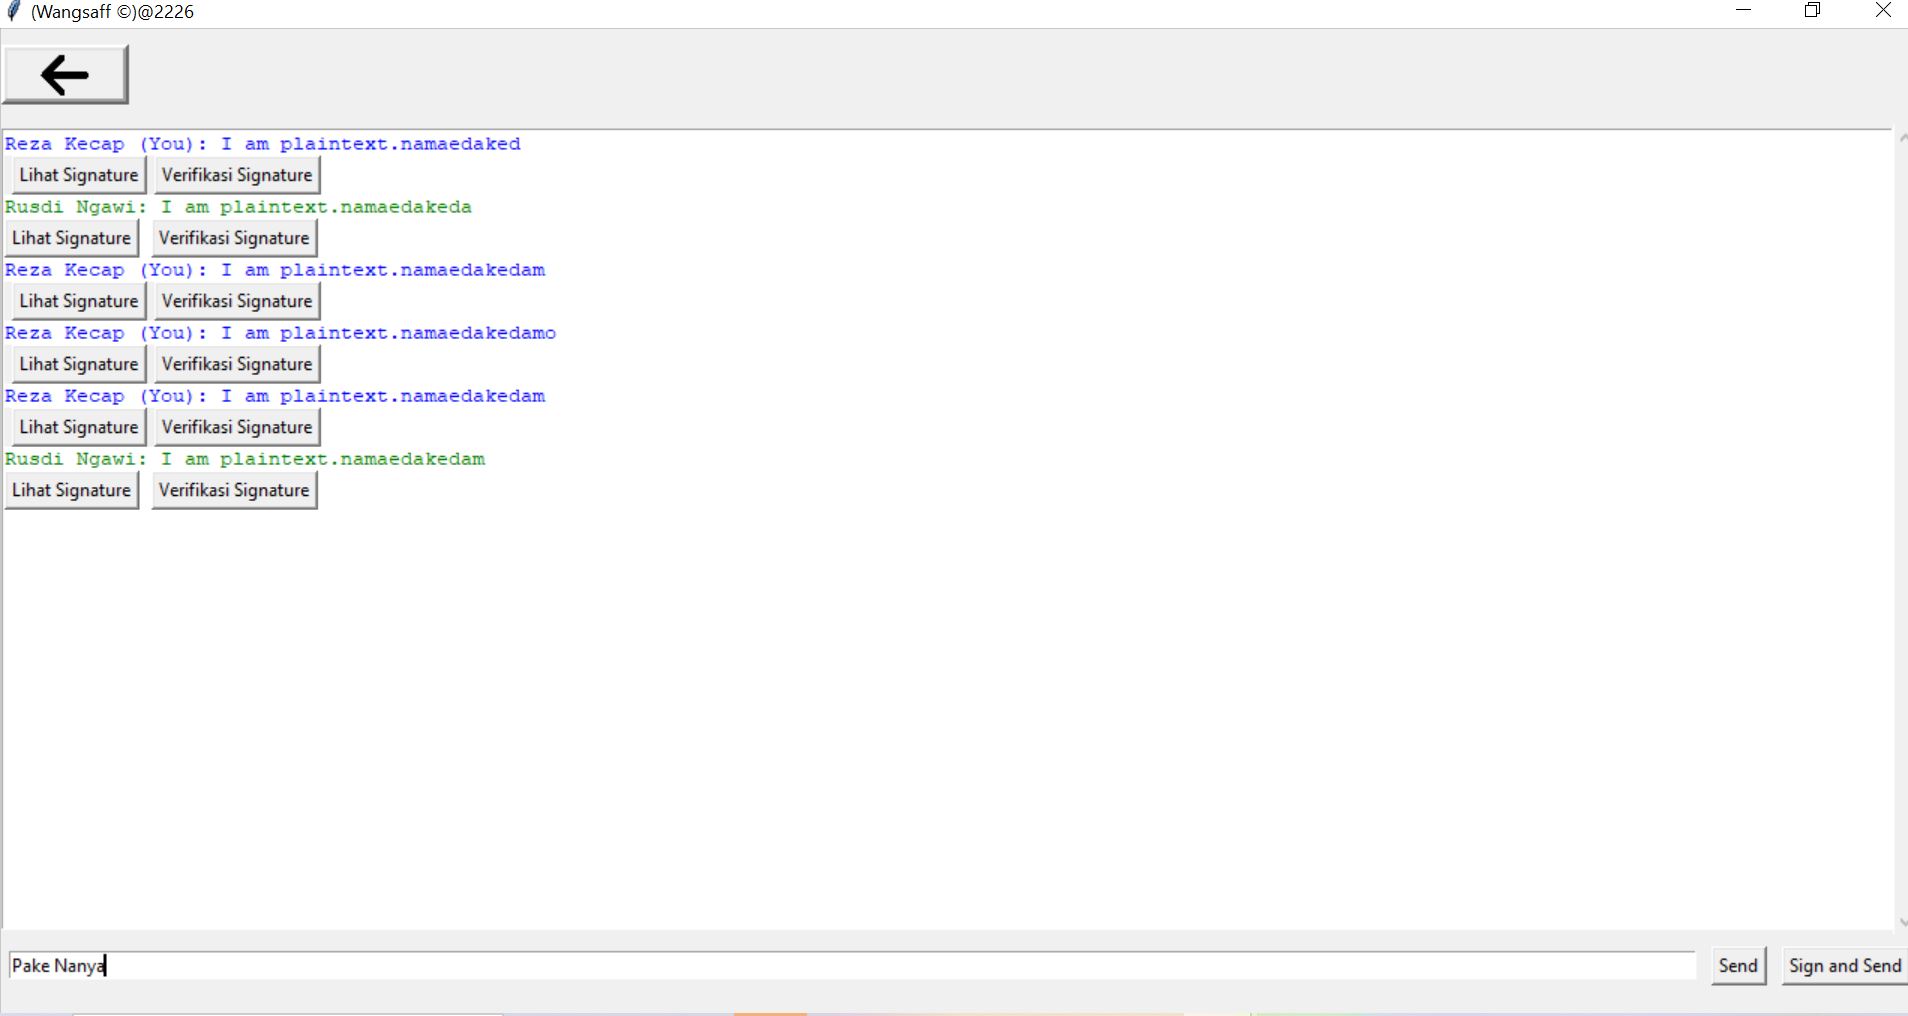 (Wangsaff ©)@2226
Reza Kecap (You): I am plaintext.namaedaked
Lihat Signature Verifikasi Signature
Rusdi Ngawi: I am plaintext.namaedakeda
Lihat Signature Verifikasi Signature
Reza Kecap (You): I am plaintext.namaedakedam
Lihat Signature Verifikasi Signature
Reza Kecap (You): I am plaintext.namaedakedamo
Lihat Signature Verifikasi Signature
Reza Kecap (You): I am plaintext.namaedakedam
Lihat Signature Verifikasi Signature
Rusdi Ngawi: I am plaintext.namaedakedam
Lihat Signature Verifikasi Signature
Pake Nanya Send Sign and Send